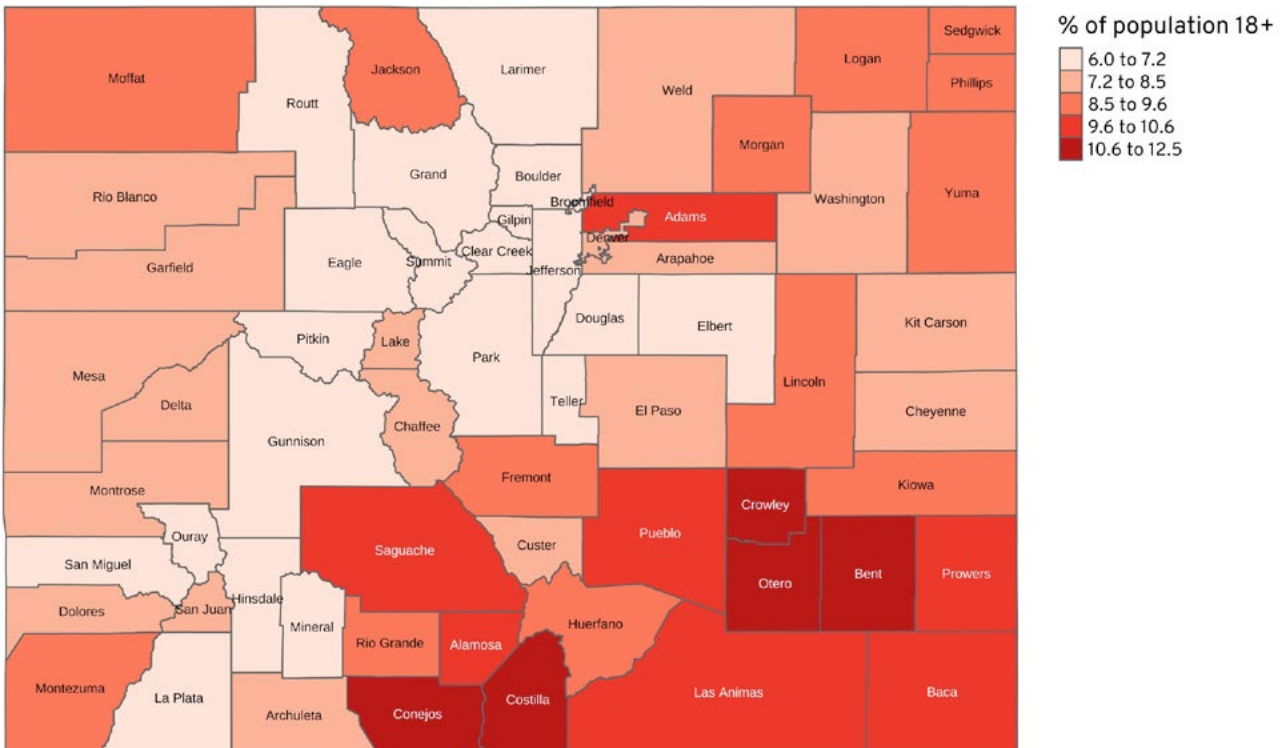 % of population 18+
6.0 to 7.2
7.2 to 8.5
8.5 to 9.6
9.6 to 10.6
10.6 to 12.5
Moffat
Routt
Jackson
Larimer
Weld
Logan
Sedgwick
Phillips
Morgan
Washington
Yuma
Rio Blanco
Grand
Boulder
Broomfield
Gilpin
Adams
Denver
Clear Creek
Garfield
Eagle
Summit
Jefferson
Arapahoe
Pitkin
Lake
Park
Douglas
Elbert
Kit Carson
Mesa
Delta
Gunnison
Chaffee
Teller
El Paso
Lincoln
Cheyenne
Montrose
Fremont
Crowley
Kiowa
Ouray
Saguache
Custer
Pueblo
San Miguel
Otero
Bent
Prowers
Dolores
San Juan
Hinsdale
Mineral
Rio Grande
Alamosa
Huerfano
Montezuma
La Plata
Archuleta
Conejos
Costilla
Las Animas
Baca